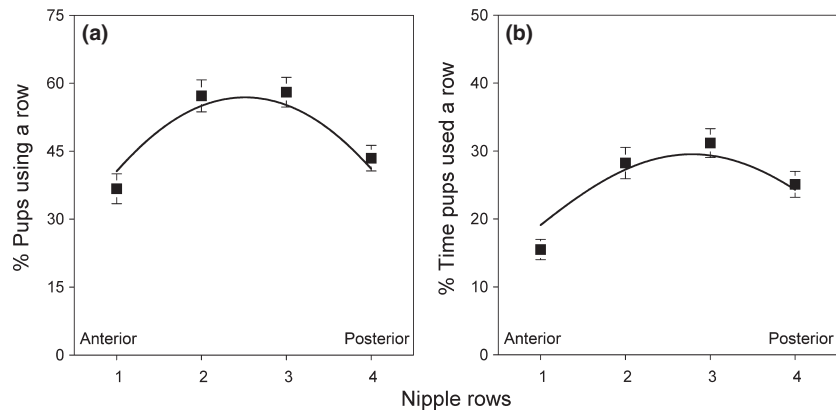 (a)
% Pups using a row
75
60
45
30
15
0
Anterior
Posterior
1 2 3 4
(b)
% Time pups used a row
50
40
30
20
10
0
Anterior
Posterior
1 2 3 4
Nipple rows